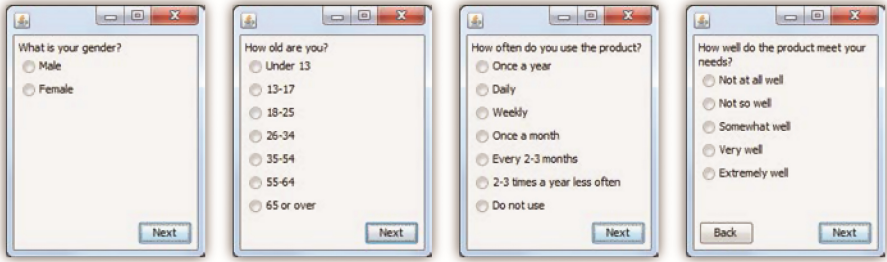 What is your gender?
Male
Female
Next
How old are you?
Under 13
13-17
18-25
26-34
35-54
55-64
65 or over
Next
How often do you use the product?
Once a year
Daily
Weekly
Once a month
Every 2-3 months
2-3 times a year less often
Do not use
Next
How well do the product meet your
needs?
Not at all well
Not so well
Somewhat well
Very well
Extremely well
Back
Next